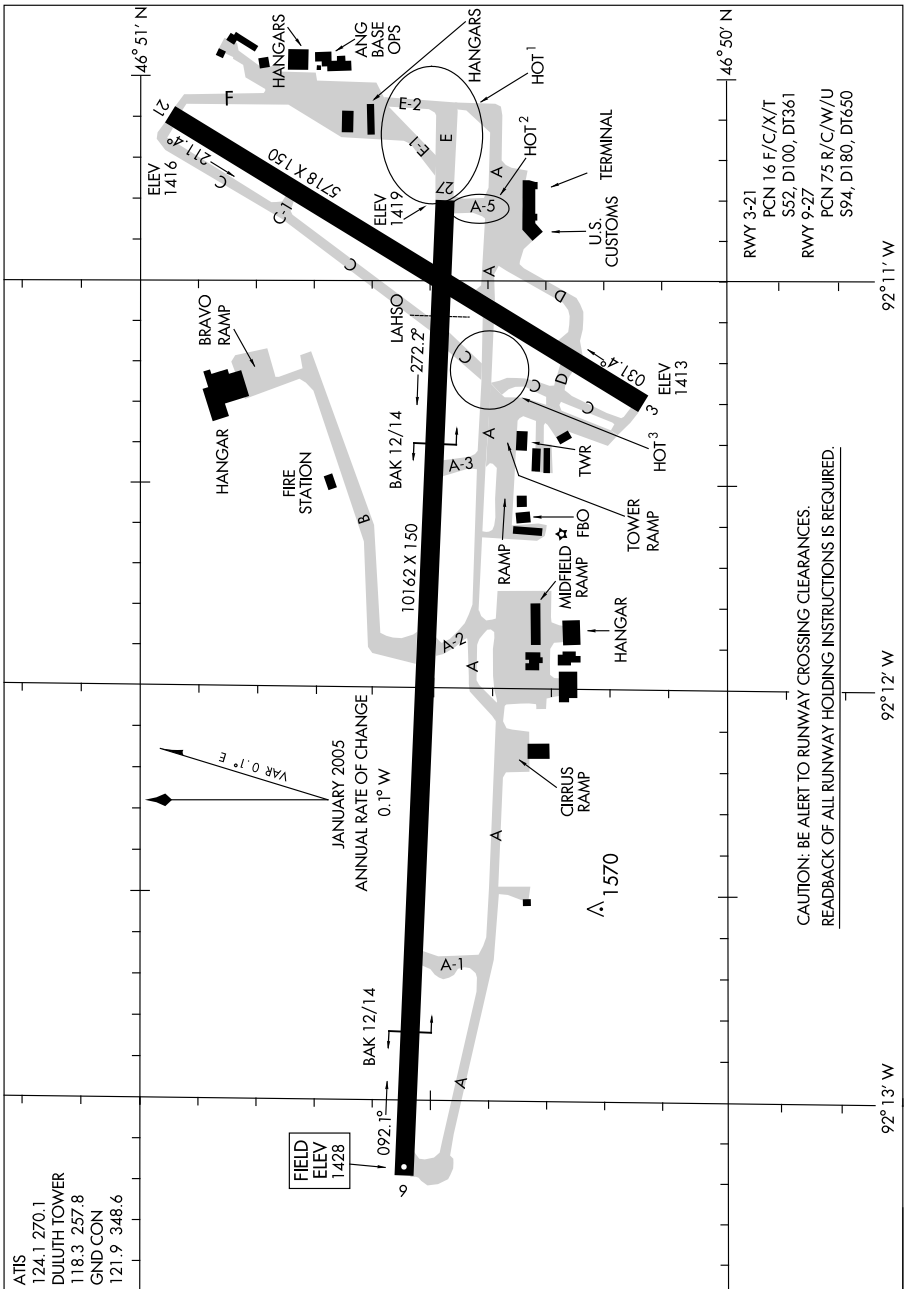 ATIS
124.1 270.1
DULUTH TOWER
118.3 257.8
GND CON
121.9 348.6
FIELD
ELEV
1428
9
092.1°
BAK 12/14
A
A-1
JANUARY 2005
ANNUAL RATE OF CHANGE
0.1° W
VAR 0.1° E
A
1570
CIRRUS
RAMP
A
A-2
HANGAR
MIDFIELD
RAMP
10162 X 150
B
FIRE
STATION
HANGAR
BRAVO
RAMP
BAK 12/14
A-3
RAMP
FBO
TOWER
RAMP
TWR
A
272.2°
LAHSO
C
C
C
D
HOT 3
3
ELEV
1413
031.4°
D
A
C
C-1
C
5718 X 150
211.4°
21
ELEV
1416
ELEV
1419
27
A-5
A
U.S.
CUSTOMS
TERMINAL
HOT 2
HOT 1
E
E-1
E-2
F
HANGARS
HANGARS
ANG
BASE
OPS
46° 51' N
46° 50' N
92° 11' W
92° 12' W
92° 13' W
RWY 3-21
PCN 16 F/C/X/T
S52, D100, DT361
RWY 9-27
PCN 75 R/C/W/U
S94, D180, DT650
CAUTION: BE ALERT TO RUNWAY CROSSING CLEARANCES.
READBACK OF ALL RUNWAY HOLDING INSTRUCTIONS IS REQUIRED.